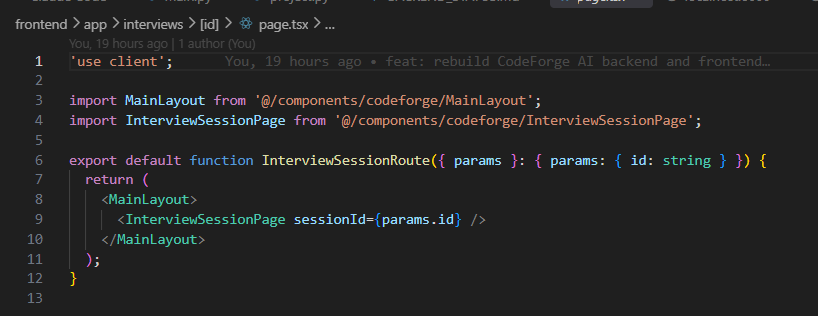 frontend > app > interviews > [id] > page.tsx > ...
You, 19 hours ago | 1 author (You)
1 'use client'; You, 19 hours ago • feat: rebuild CodeForge AI backend and frontend…
2
3 import MainLayout from '@/components/codeforge/MainLayout';
4 import InterviewSessionPage from '@/components/codeforge/InterviewSessionPage';
5
6 export default function InterviewSessionRoute({ params }: { params: { id: string } }) {
7 return (
8 <MainLayout>
9 <InterviewSessionPage sessionId={params.id} />
10 </MainLayout>
11 );
12 }
13